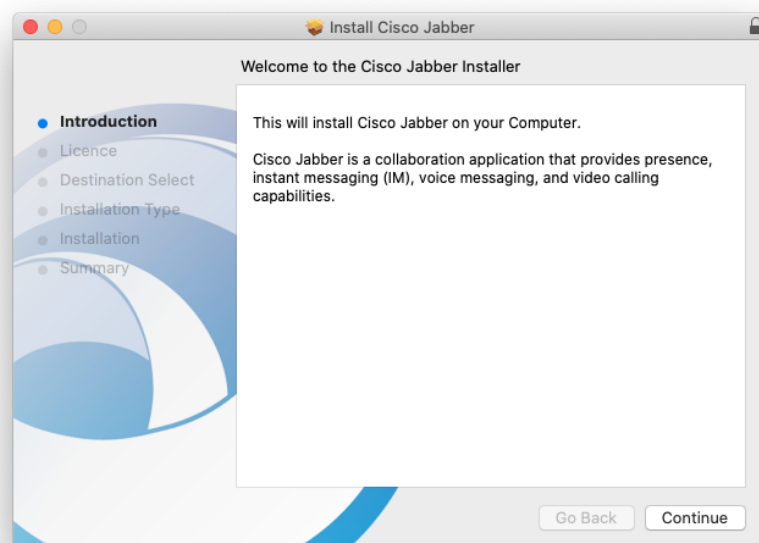 Install Cisco Jabber
Welcome to the Cisco Jabber Installer
Introduction
Licence
Destination Select
Installation Type
Installation
Summary
This will install Cisco Jabber on your Computer.
Cisco Jabber is a collaboration application that provides presence,
instant messaging (IM), voice messaging, and video calling
capabilities.
Go Back
Continue